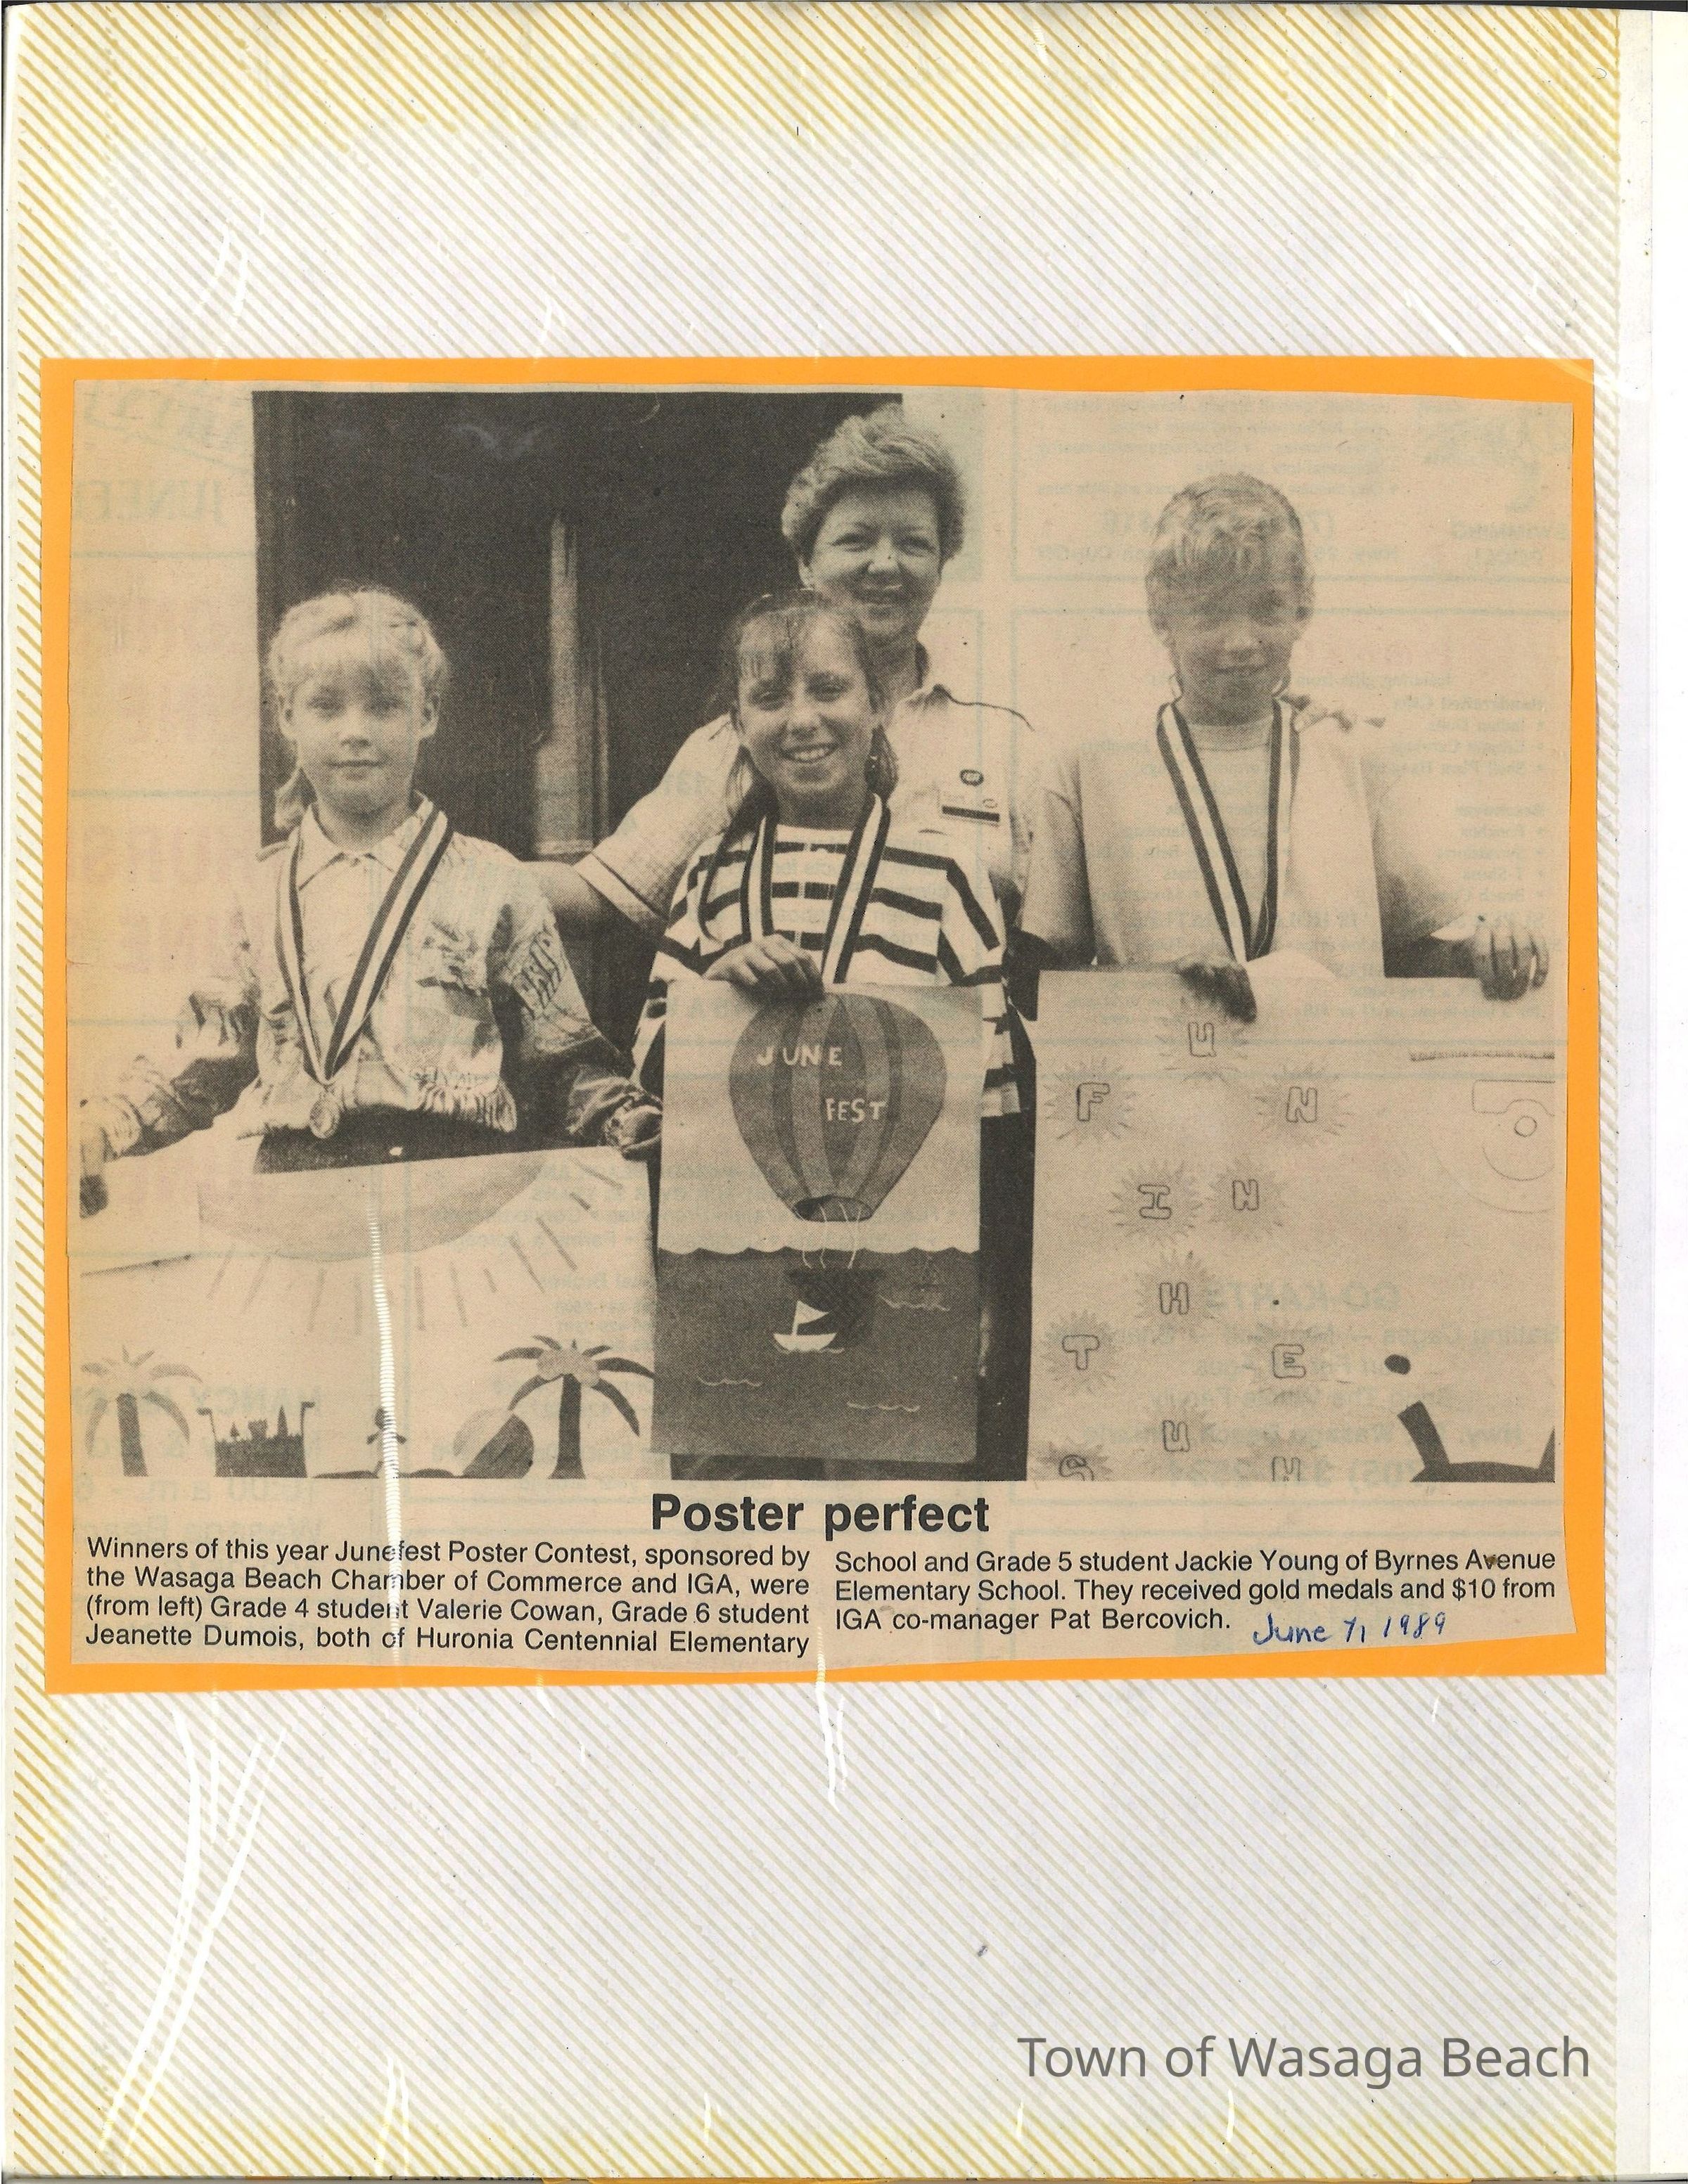 JUNE
FEST
U
F N
I N
H
T E
U
S N
Poster perfect
Winners of this year Junefest Poster Contest, sponsored by
the Wasaga Beach Chamber of Commerce and IGA, were
(from left) Grade 4 student Valerie Cowan, Grade 6 student
Jeanette Dumois, both of Huronia Centennial Elementary
School and Grade 5 student Jackie Young of Byrnes Avenue
Elementary School. They received gold medals and $10 from
IGA co-manager Pat Bercovich.
June 7, 1989
Town of Wasaga Beach